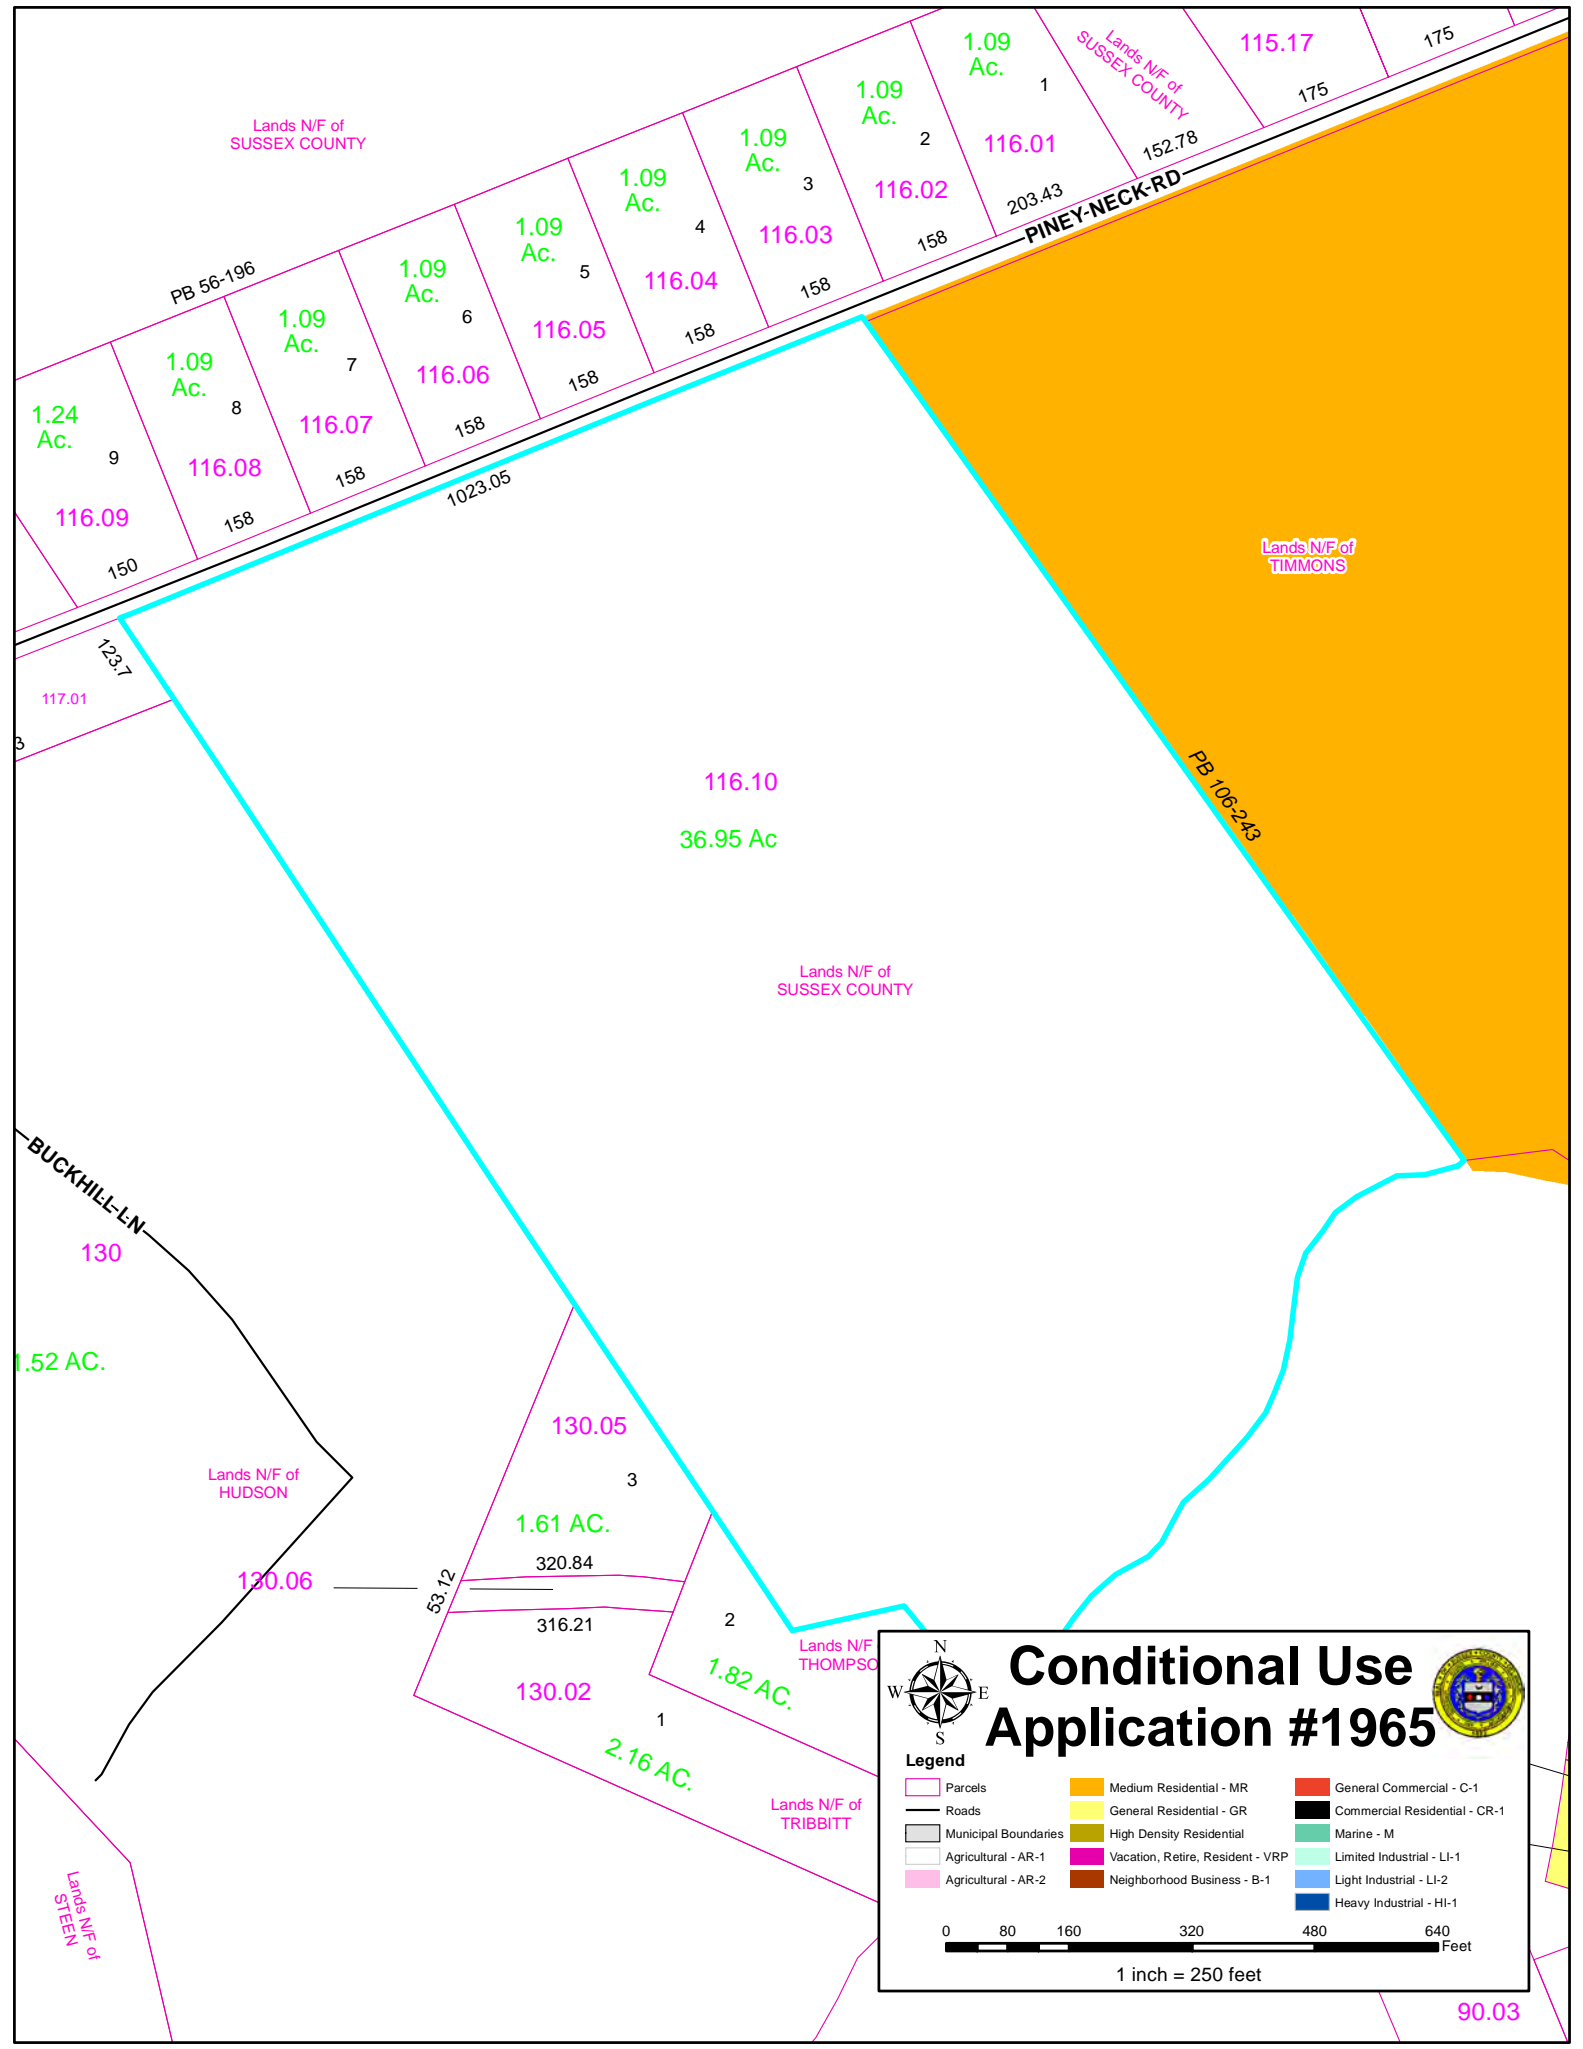 1.09
Ac.
1
116.01
203.43
Lands N/F of
SUSSEX COUNTY
152.78
115.17
175
175
Lands N/F of
SUSSEX COUNTY
1.09
Ac.
2
116.02
158
1.09
Ac.
3
116.03
158
1.09
Ac.
4
116.04
158
1.09
Ac.
5
116.05
158
PB 56-196
1.09
Ac.
6
116.06
158
1.09
Ac.
7
116.07
158
1.09
Ac.
8
116.08
158
1.24
Ac.
9
116.09
150
PINEY-NECK-RD
1023.05
Lands N/F of
TIMMONS
123.7
117.01
3
116.10
36.95 Ac
PB 106-243
Lands N/F of
SUSSEX COUNTY
BUCKHILL-LN
130
1.52 AC.
Lands N/F of
HUDSON
130.05
3
1.61 AC.
320.84
130.06
53.12
316.21
2
1.82 AC.
Lands N/F
THOMPSO
130.02
1
2.16 AC.
Lands N/F of
TRIBBITT
Lands N/F of
STEEN
N
W E
S
Conditional Use
Application #1965
Legend
Parcels
Roads
Municipal Boundaries
Agricultural - AR-1
Agricultural - AR-2
Medium Residential - MR
General Residential - GR
High Density Residential
Vacation, Retire, Resident - VRP
Neighborhood Business - B-1
General Commercial - C-1
Commercial Residential - CR-1
Marine - M
Limited Industrial - LI-1
Light Industrial - LI-2
Heavy Industrial - HI-1
0 80 160 320 480 640
Feet
1 inch = 250 feet
90.03